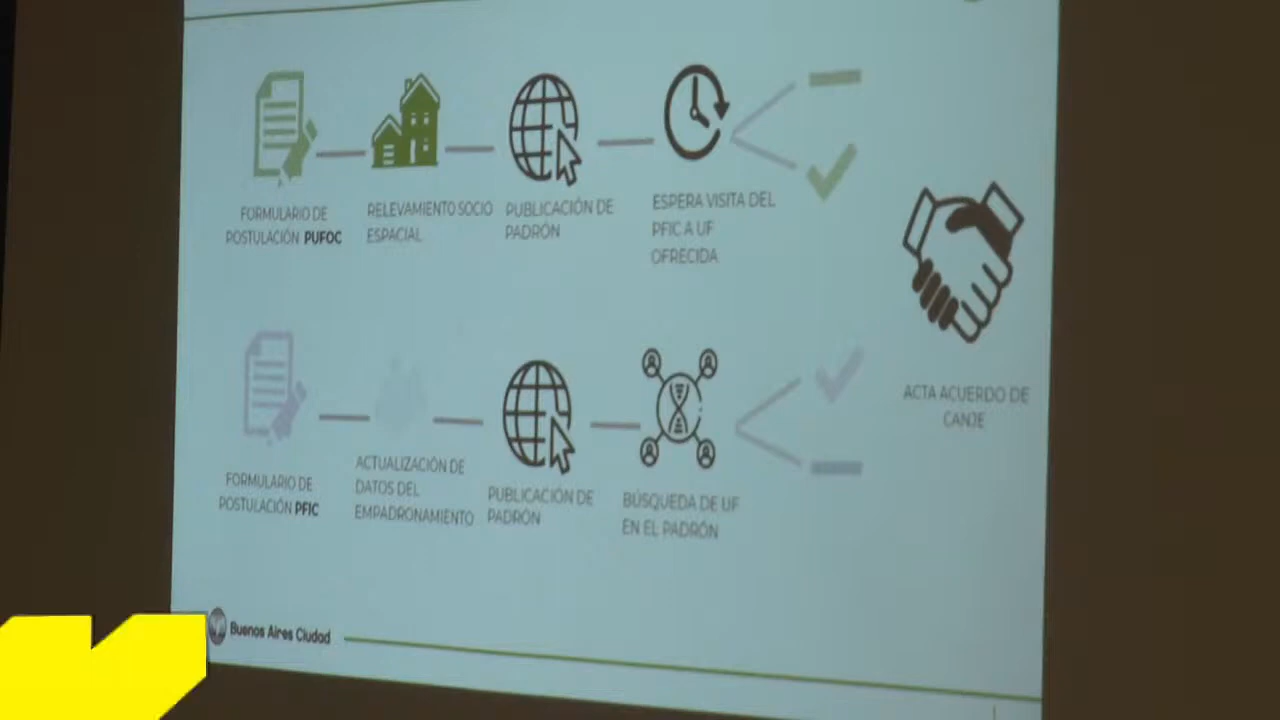 FORMULARIO DE
POSTULACIÓN PUFOC
RELEVAMIENTO SOCIO
ESPACIAL
PUBLICACIÓN DE
PADRÓN
ESPERA VISITA DEL
PFIC A UF
OFRECIDA
FORMULARIO DE
POSTULACIÓN PFIC
ACTUALIZACIÓN DE
DATOS DEL
EMPADRONAMIENTO
PUBLICACIÓN DE
PADRÓN
BÚSQUEDA DE UF
EN EL PADRÓN
ACTA ACUERDO DE
CANJE
Buenos Aires Ciudad